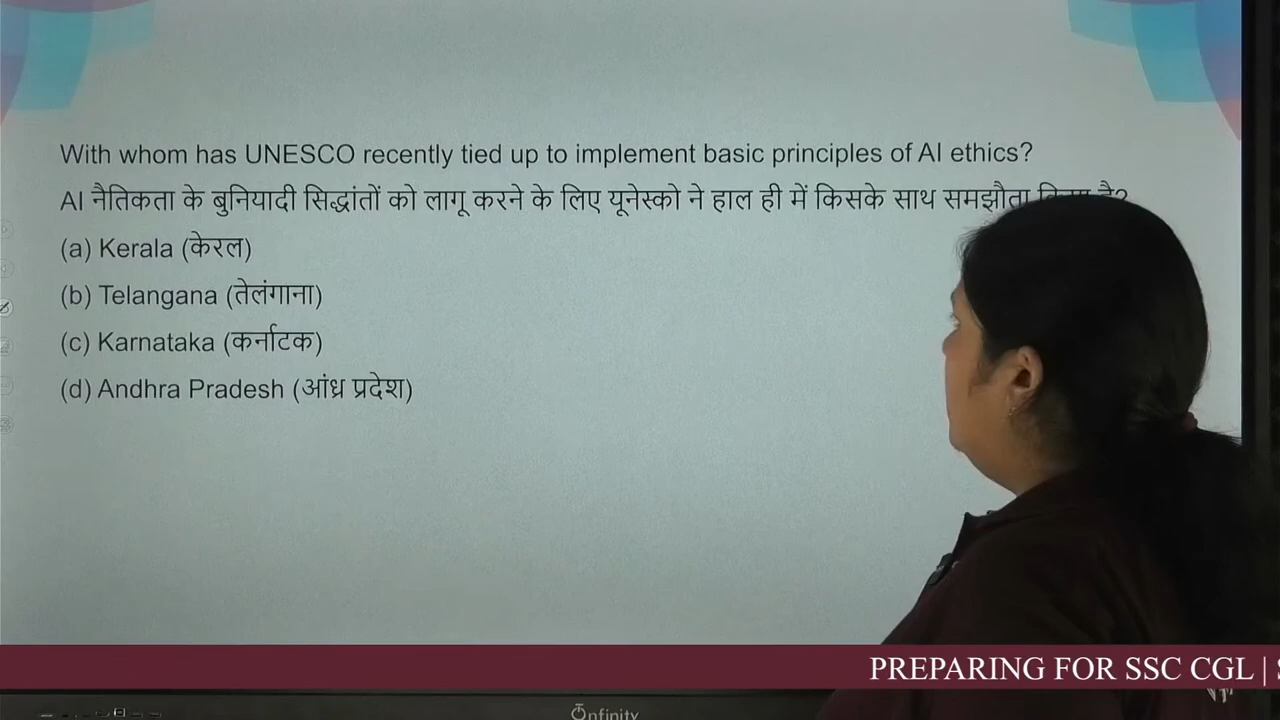 With whom has UNESCO recently tied up to implement basic principles of AI ethics?
AI नैतिकता के बुनियादी सिद्धांतों को लागू करने के लिए यूनेस्को ने हाल ही में किसके साथ समझौता
(a) Kerala (केरल)
(b) Telangana (तेलंगाना)
(c) Karnataka (कर्नाटक)
(d) Andhra Pradesh (आंध्र प्रदेश)
PREPARING FOR SSC CGL |